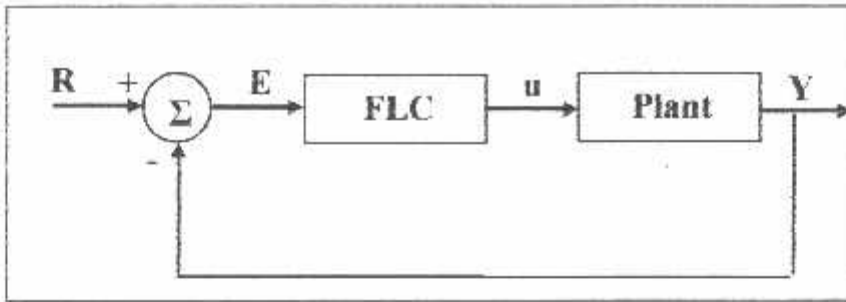 R + E u Y
Σ FLC Plant
-